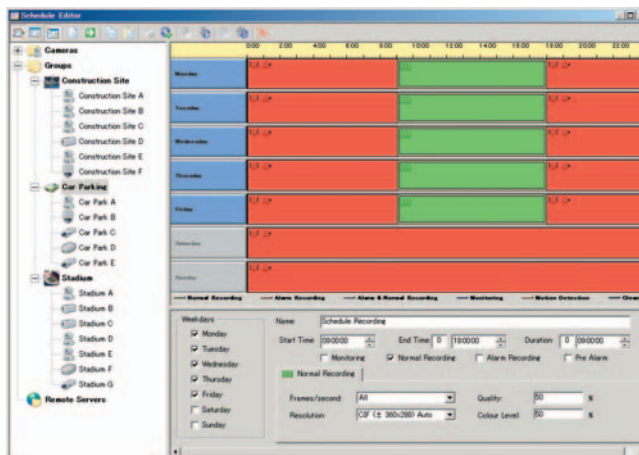 Schedule Editor
Cameras
Groups
Construction Site
Construction Site A
Construction Site B
Construction Site C
Construction Site D
Construction Site E
Construction Site F
Car Parking
Car Park A
Car Park B
Car Park C
Car Park D
Car Park E
Stadium
Stadium A
Stadium B
Stadium C
Stadium D
Stadium E
Stadium F
Stadium G
Remote Servers
0:00 2:00 4:00 6:00 8:00 10:00 12:00 14:00 16:00 18:00 20:00 22:00
Monday
Tuesday
Wednesday
Thursday
Friday
Saturday
Sunday
Normal Recording Alarm Recording Alarm & Normal Recording Monitoring Motion Detection
Weekdays
Monday
Tuesday
Wednesday
Thursday
Friday
Saturday
Sunday
Name: Schedule Recording
Start Time 09:00:00 End Time: 0 18:00:00 Duration 0 09:00:00
Monitoring Normal Recording Alarm Recording Pre Alarm
Normal Recording
Frames/second: All Quality: %
Resolution CIF (± 360x280) Auto Colour Level %